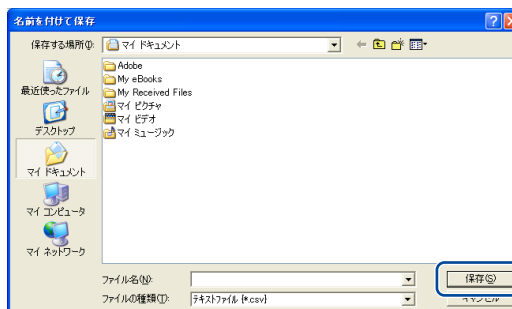 名前を付けて保存
保存する場所(I):
マイ ドキュメント
最近使ったファイル
デスクトップ
マイ ドキュメント
マイ コンピュータ
マイ ネットワーク
Adobe
My eBooks
My Received Files
マイ ピクチャ
マイ ビデオ
マイ ミュージック
ファイル名(N):
保存(S)
ファイルの種類(T):
テキストファイル (*.csv)
キャンセル